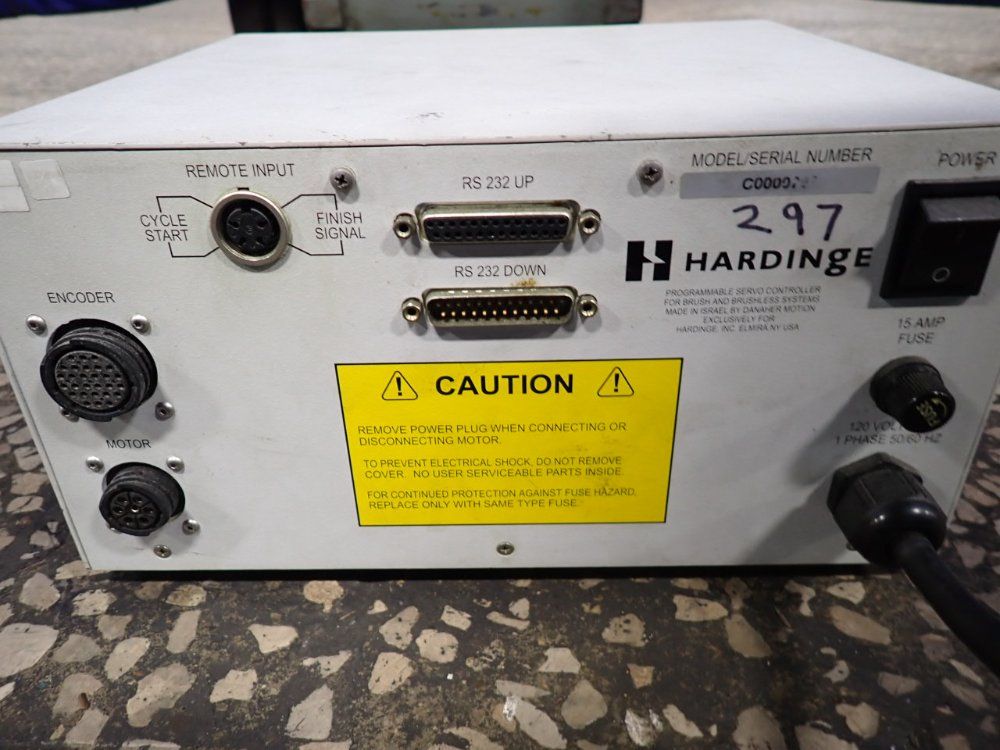 REMOTE INPUT
CYCLE
START
FINISH
SIGNAL
RS 232 UP
RS 232 DOWN
MODEL/SERIAL NUMBER
297
HARDINgE
PROGRAMMABLE SERVO CONTROLLER
FOR BRUSH AND BRUSHLESS SYSTEMS
MADE IN ISRAEL BY DANAHER MOTION
EXCLUSIVELY FOR
HARDINGE, INC. ELMIRA NY USA
POWER
15 AMP
FUSE
FUSE
120
1 PHASE 50/60 HZ
ENCODER
MOTOR
CAUTION
REMOVE POWER PLUG WHEN CONNECTING OR
DISCONNECTING MOTOR.
TO PREVENT ELECTRICAL SHOCK, DO NOT REMOVE
COVER. NO USER SERVICEABLE PARTS INSIDE
FOR CONTINUED PROTECTION AGAINST FUSE HAZARD,
REPLACE ONLY WITH SAME TYPE FUSE.